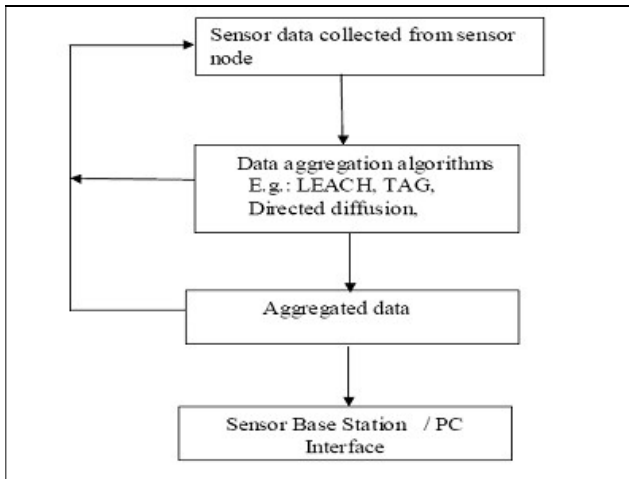 Sensor data collected from sensor
node
Data aggregation algorithms
E.g.: LEACH, TAG,
Directed diffusion,
Aggregated data
Sensor Base Station / PC
Interface